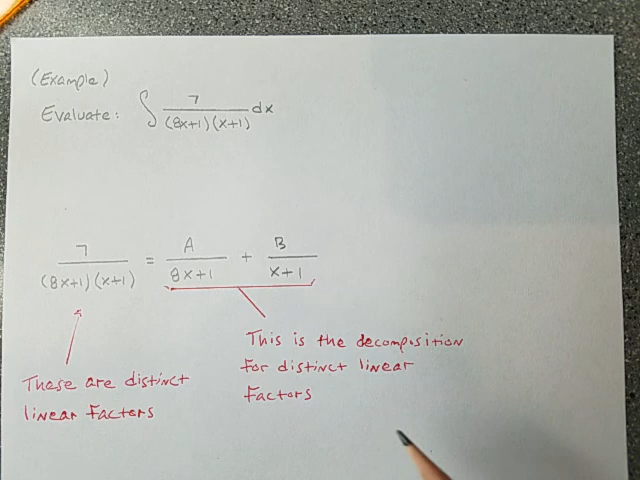 (Example)
Evaluate: ∫ 7/((8x+1)(x+1)) dx
7/((8x+1)(x+1)) = A/(8x+1) + B/(x+1)
This is the decomposition
for distinct linear
Factors
These are distinct
linear Factors